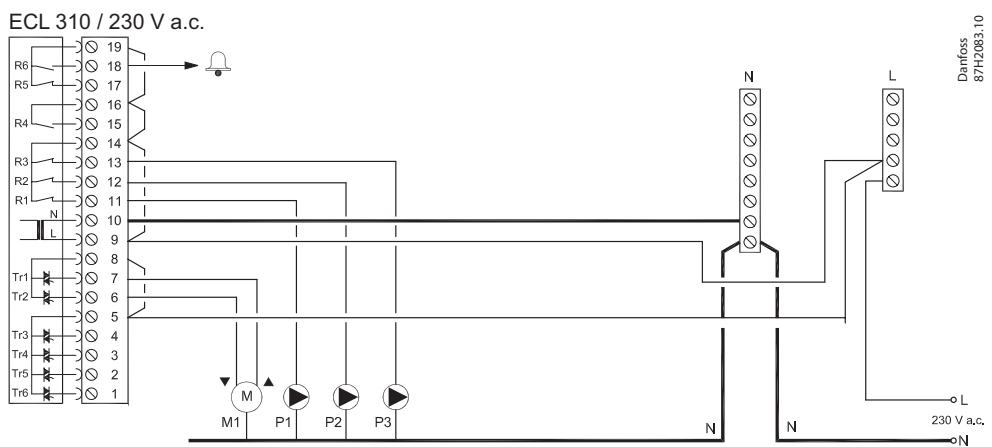 ECL 310 / 230 V a.c.
Danfoss
87H2083.10
19
R6 18
R5 17
16
R4 15
14
R3 13
R2 12
R1 11
N 10
L 9
8
Tr1 7
Tr2 6
5
Tr3 4
Tr4 3
Tr5 2
Tr6 1
N
L
M
M1 P1 P2 P3
N
N
L
230 V a.c.
N